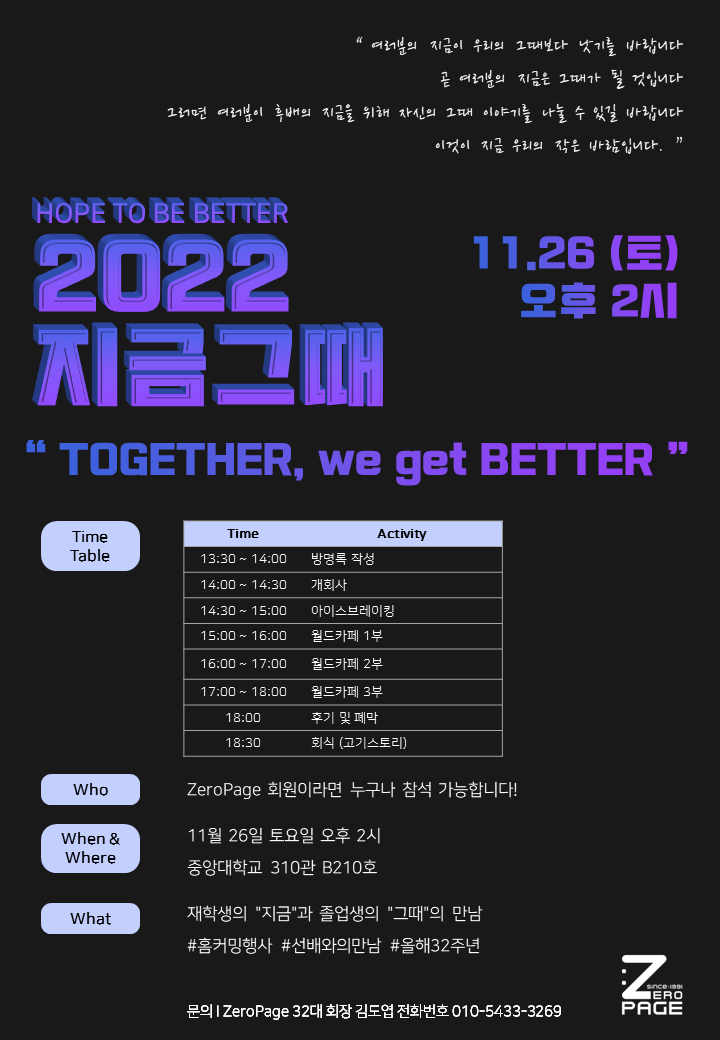 “ 여러분의 지금이 우리의 그때보다 낫기를 바랍니다
곧 여러분의 지금은 그때가 될 것입니다
그러면 여러분이 후배의 지금을 위해 자신의 그때 이야기를 나눌 수 있길 바랍니다
이것이 지금 우리의 작은 바람입니다. ”
HOPE TO BE BETTER
2022
지금그때
11.26 (토)
오후 2시
“ TOGETHER, we get BETTER ”
Time
Table
Time Activity
13:30 ~ 14:00 방명록 작성
14:00 ~ 14:30 개회사
14:30 ~ 15:00 아이스브레이킹
15:00 ~ 16:00 월드카페 1부
16:00 ~ 17:00 월드카페 2부
17:00 ~ 18:00 월드카페 3부
18:00 후기 및 폐막
18:30 회식 (고기스토리)
Who
ZeroPage 회원이라면 누구나 참석 가능합니다!
When &
Where
11월 26일 토요일 오후 2시
중앙대학교 310관 B210호
What
재학생의 "지금"과 졸업생의 "그때"의 만남
#홈커밍행사 #선배와의만남 #올해32주년
since 1991
ZERO
PAGE
문의 I ZeroPage 32대 회장 김도엽 전화번호 010-5433-3269